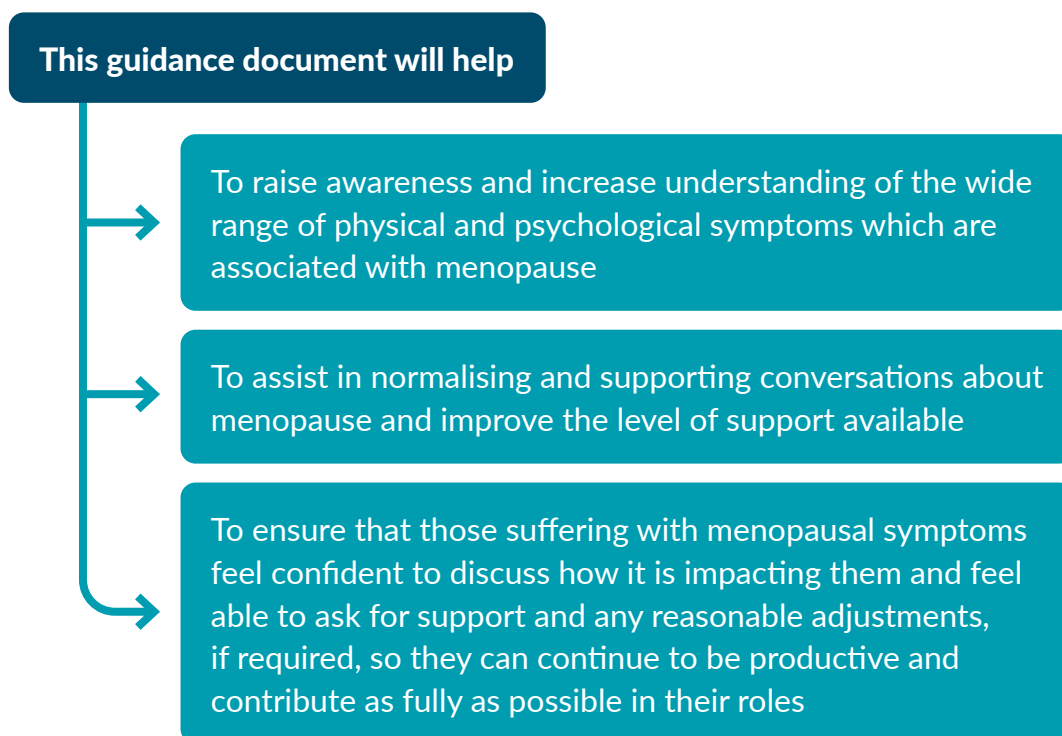 This guidance document will help
To raise awareness and increase understanding of the wide
range of physical and psychological symptoms which are
associated with menopause
To assist in normalising and supporting conversations about
menopause and improve the level of support available
To ensure that those suffering with menopausal symptoms
feel confident to discuss how it is impacting them and feel
able to ask for support and any reasonable adjustments,
if required, so they can continue to be productive and
contribute as fully as possible in their roles